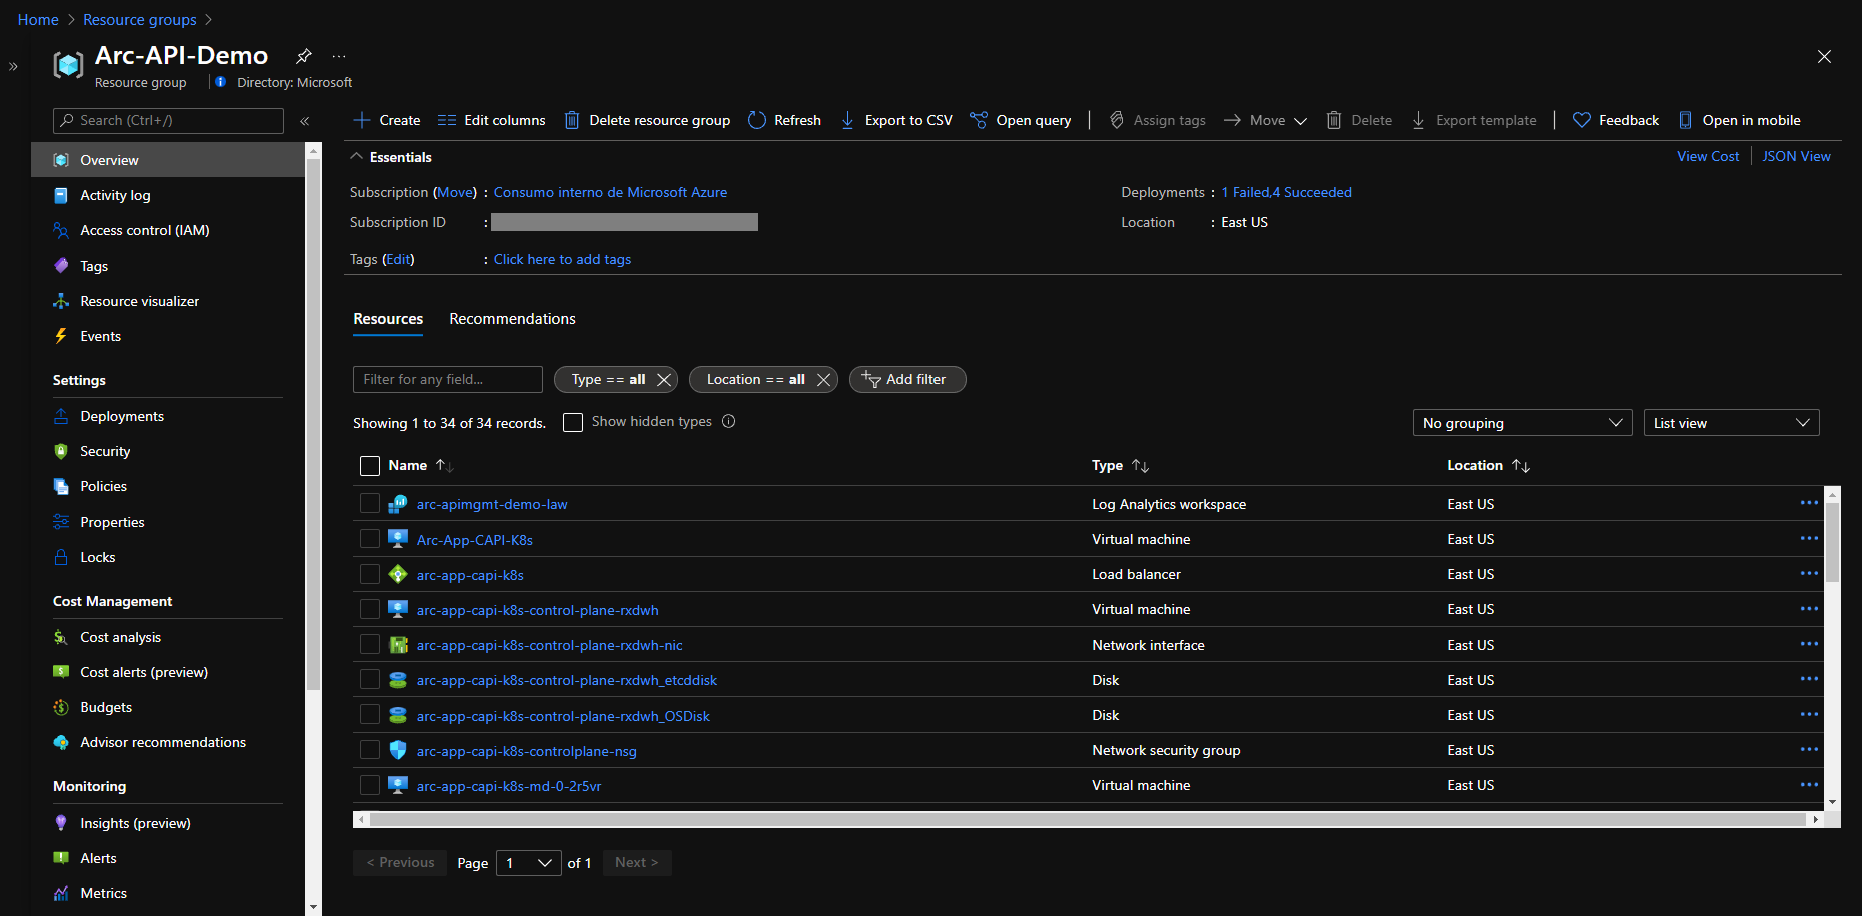 Home > Resource groups >
»
Arc-API-Demo ...
Resource group Directory: Microsoft
Search (Ctrl+/) «
Overview
Activity log
Access control (IAM)
Tags
Resource visualizer
Events
Settings
Deployments
Security
Policies
Properties
Locks
Cost Management
Cost analysis
Cost alerts (preview)
Budgets
Advisor recommendations
Monitoring
Insights (preview)
Alerts
Metrics
Create Edit columns Delete resource group Refresh Export to CSV Open query Assign tags Move Delete Export template Feedback Open in mobile
Essentials View Cost JSON View
Subscription (Move) : Consumo interno de Microsoft Azure Deployments : 1 Failed,4 Succeeded
Subscription ID : Location : East US
Tags (Edit) : Click here to add tags
Resources Recommendations
Filter for any field... Type == all Location == all Add filter
Showing 1 to 34 of 34 records. Show hidden types No grouping List view
Name Type Location
arc-apimgmt-demo-law Log Analytics workspace East US ...
Arc-App-CAPI-K8s Virtual machine East US ...
arc-app-capi-k8s Load balancer East US ...
arc-app-capi-k8s-control-plane-rxdwh Virtual machine East US ...
arc-app-capi-k8s-control-plane-rxdwh-nic Network interface East US ...
arc-app-capi-k8s-control-plane-rxdwh_etcddisk Disk East US ...
arc-app-capi-k8s-control-plane-rxdwh_OSDisk Disk East US ...
arc-app-capi-k8s-controlplane-nsg Network security group East US ...
arc-app-capi-k8s-md-0-2r5vr Virtual machine East US ...
< Previous Page 1 of 1 Next >